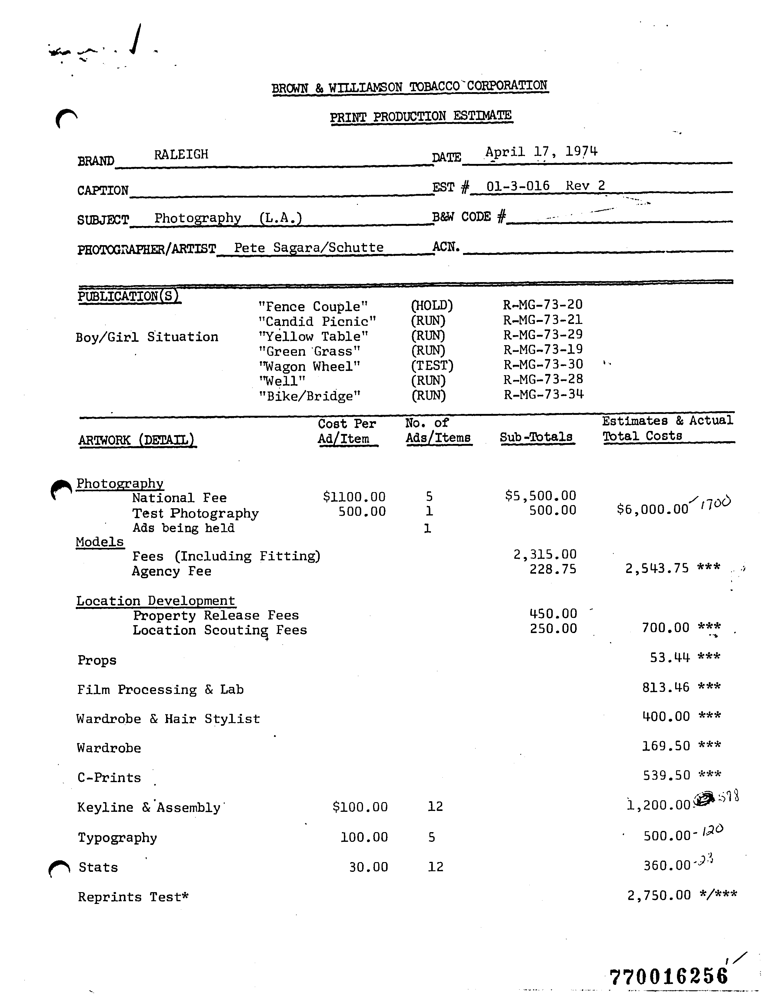 BROWN & WILLIAMSON TOBACCO CORPORATION
PRINT PRODUCTION ESTIMATE
BRAND RALEIGH DATE April 17, 1974
CAPTION EST # 01-3-016 Rev 2
SUBJECT Photography (L.A.) B&W CODE #
PHOTOGRAPHER/ARTIST Pete Sagara/Schutte ACN.
PUBLICATION(S)
"Fence Couple" (HOLD) R-MG-73-20
"Candid Picnic" (RUN) R-MG-73-21
Boy/Girl Situation "Yellow Table" (RUN) R-MG-73-29
"Green Grass" (RUN) R-MG-73-19
"Wagon Wheel" (TEST) R-MG-73-30
"Well" (RUN) R-MG-73-28
"Bike/Bridge" (RUN) R-MG-73-34
Cost Per No. of Estimates & Actual
ARTWORK (DETAIL) Ad/Item Ads/Items Sub-Totals Total Costs
Photography
National Fee $1100.00 5 $5,500.00
Test Photography 500.00 1 500.00 $6,000.00 1700
Ads being held 1
Models
Fees (Including Fitting) 2,315.00
Agency Fee 228.75 2,543.75 ***
Location Development
Property Release Fees 450.00
Location Scouting Fees 250.00 700.00 ***
Props 53.44 ***
Film Processing & Lab 813.46 ***
Wardrobe & Hair Stylist 400.00 ***
Wardrobe 169.50 ***
C-Prints 539.50 ***
Keyline & Assembly $100.00 12 1,200.00 578
Typography 100.00 5 500.00 - 120
Stats 30.00 12 360.00 - 23
Reprints Test* 2,750.00 */***
770016256